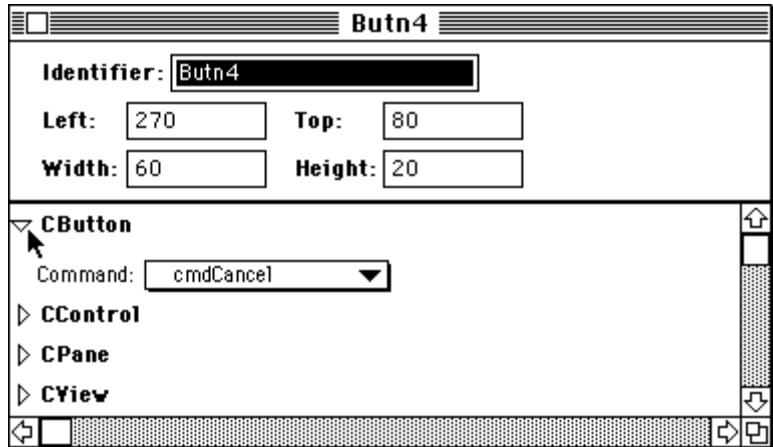 Butn4
Identifier: Butn4
Left: 270 Top: 80
Width: 60 Height: 20
CButton
Command: cmdCancel
CControl
CPane
CView